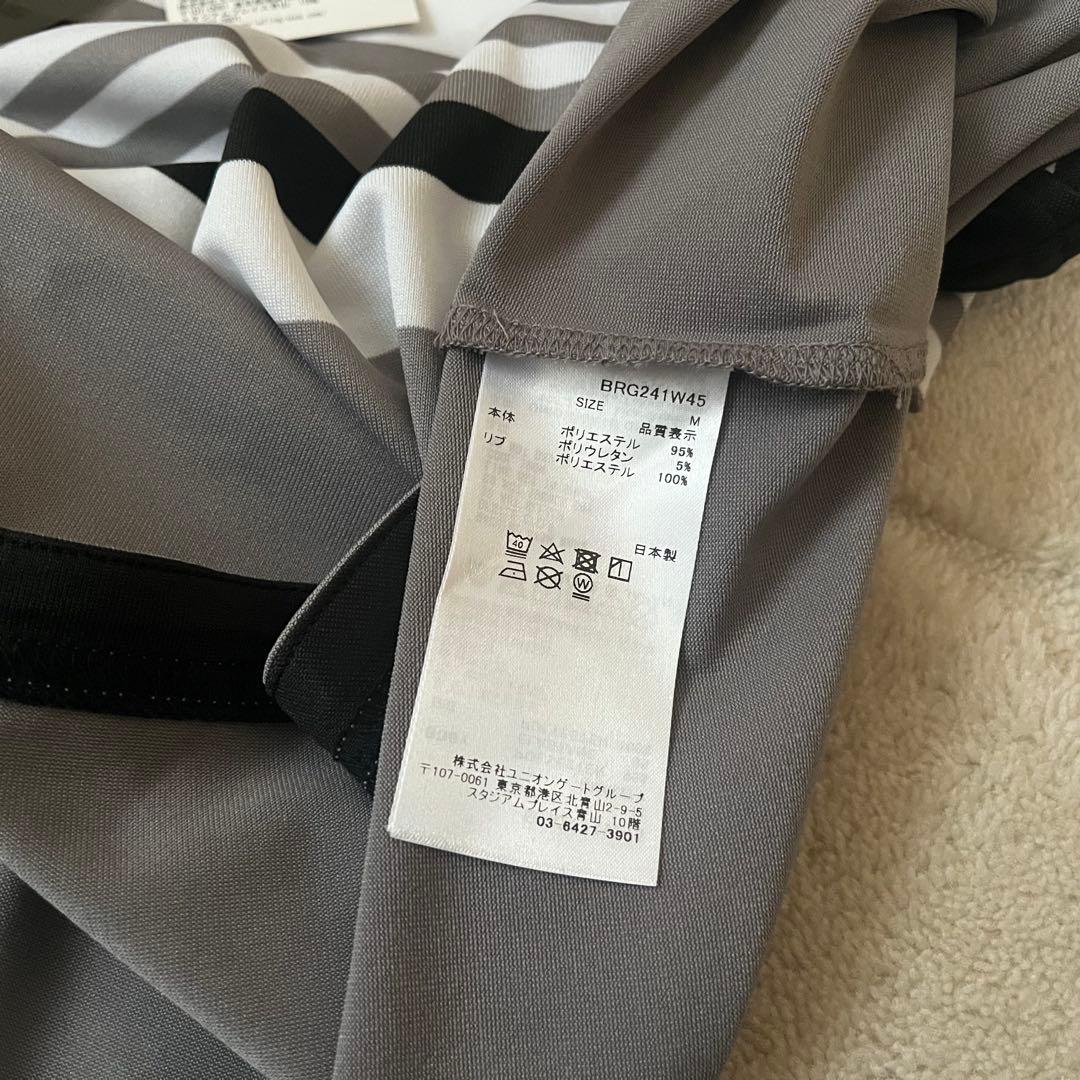 BRG241W45
SIZE M
品質表示
本体 ポリエステル 95%
ポリウレタン 5%
リブ ポリエステル 100%
日本製
40
W
株式会社ユニオンゲートグループ
〒107-0061 東京都港区北青山2-9-5
スタジアムプレイス青山 10階
03-6427-3901